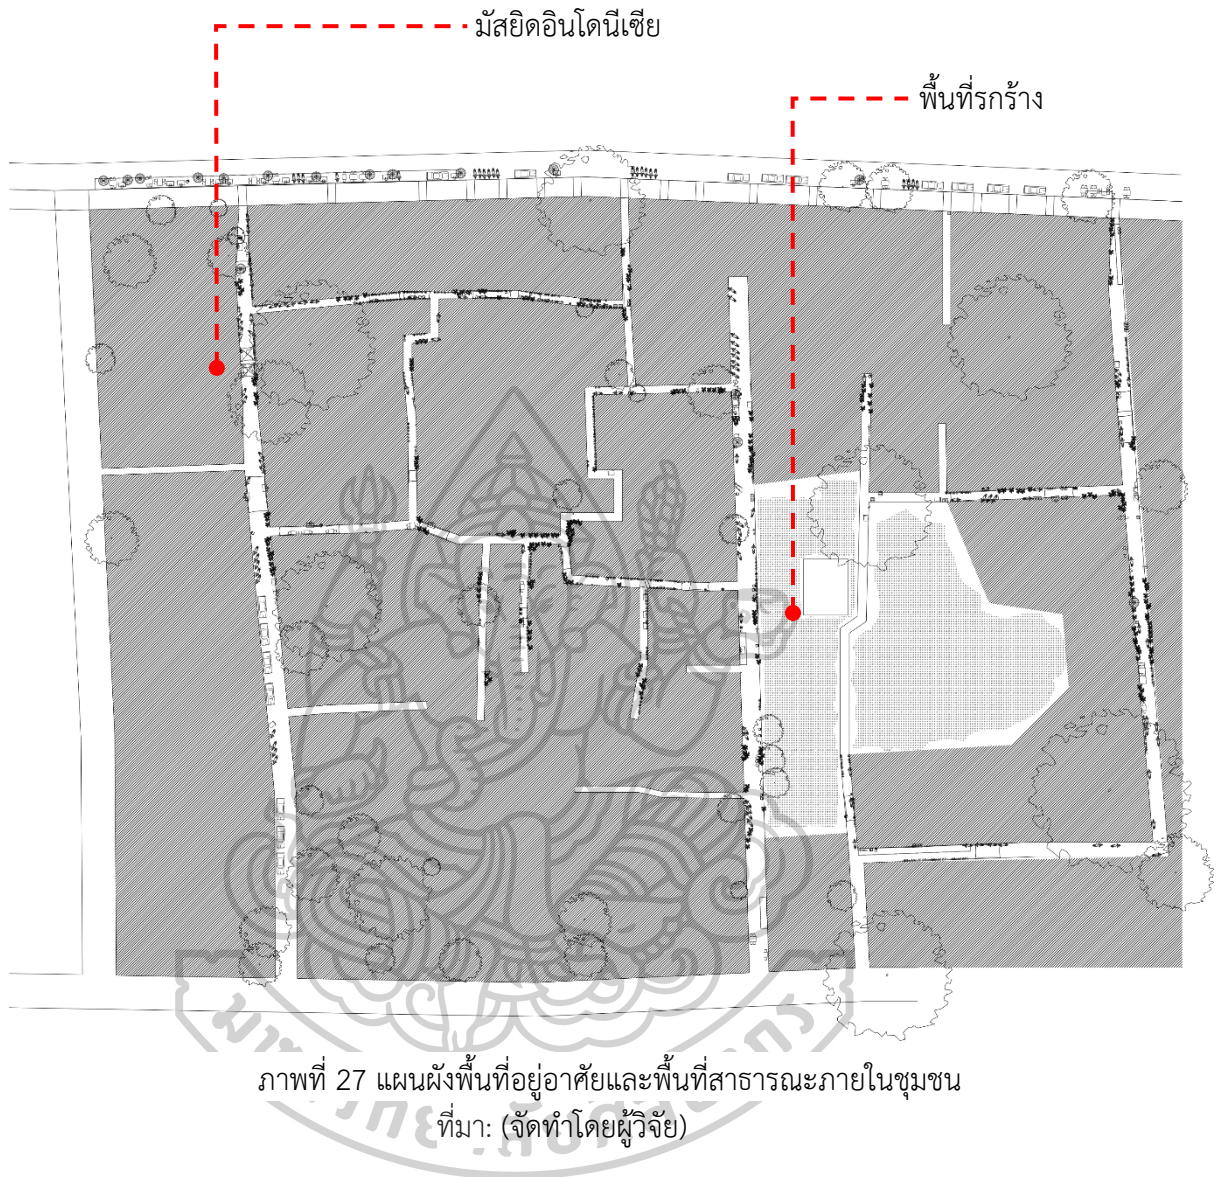 มัสยิดอินโดนีเซีย
พื้นที่รกร้าง
ภาพที่ 27 แผนผังพื้นที่อยู่อาศัยและพื้นที่สาธารณะภายในชุมชน
ที่มา: (จัดทำโดยผู้วิจัย)